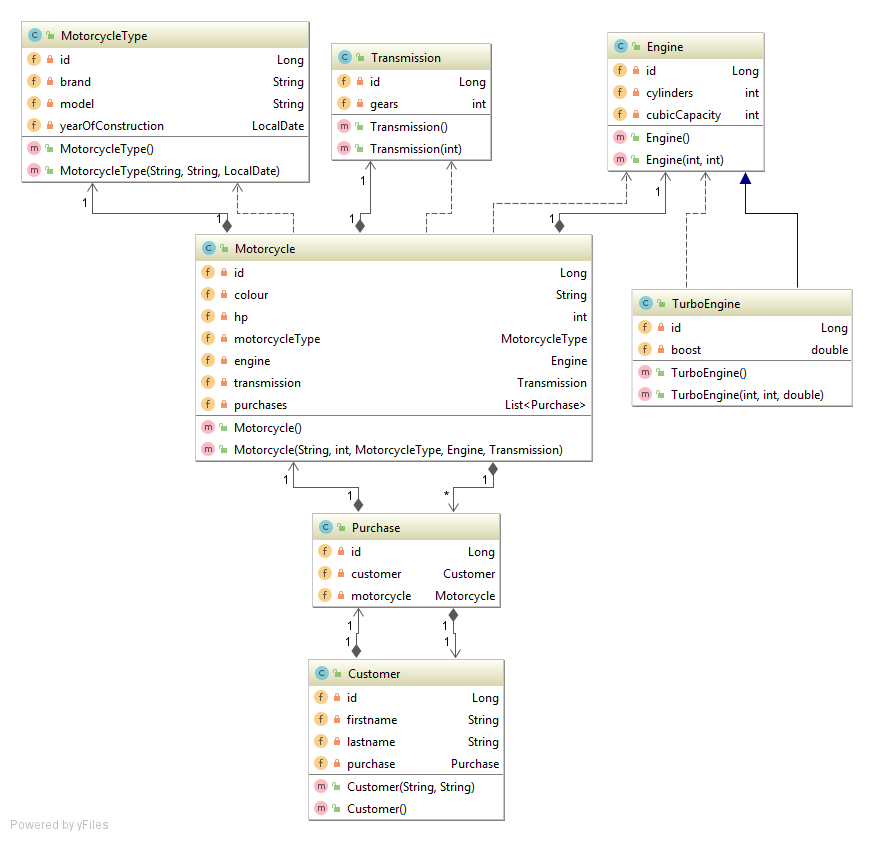 MotorcycleType
id Long
brand String
model String
yearOfConstruction LocalDate
MotorcycleType()
MotorcycleType(String, String, LocalDate)
Transmission
id Long
gears int
Transmission()
Transmission(int)
Engine
id Long
cylinders int
cubicCapacity int
Engine()
Engine(int, int)
1
1
1
1
1
1
Motorcycle
id Long
colour String
hp int
motorcycleType MotorcycleType
engine Engine
transmission Transmission
purchases List<Purchase>
Motorcycle()
Motorcycle(String, int, MotorcycleType, Engine, Transmission)
TurboEngine
id Long
boost double
TurboEngine()
TurboEngine(int, int, double)
1
1
1
*
Purchase
id Long
customer Customer
motorcycle Motorcycle
1
1
1
1
Customer
id Long
firstname String
lastname String
purchase Purchase
Customer(String, String)
Customer()
Powered by yFiles